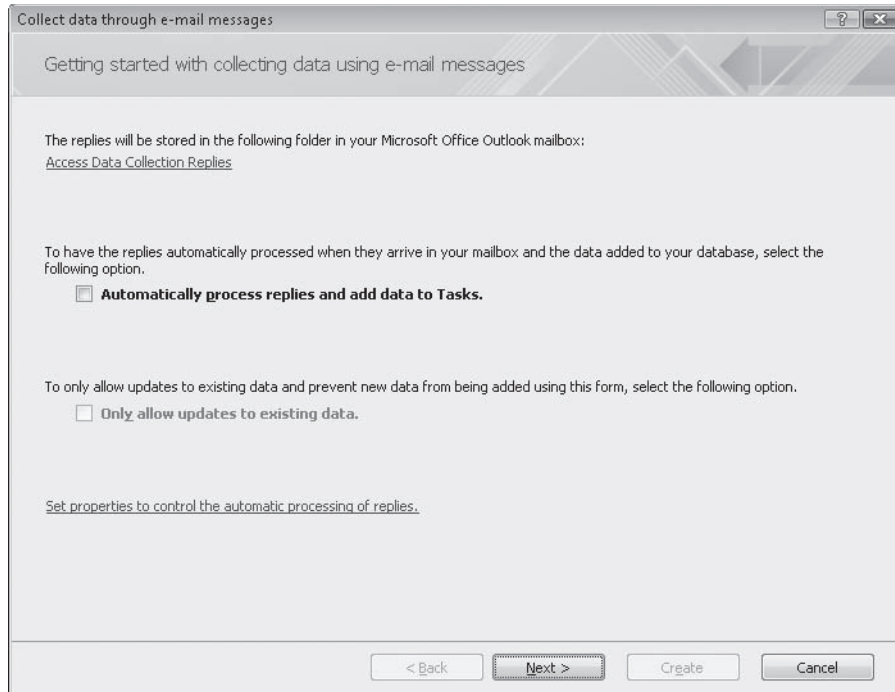 Collect data through e-mail messages
Getting started with collecting data using e-mail messages
The replies will be stored in the following folder in your Microsoft Office Outlook mailbox:
Access Data Collection Replies
To have the replies automatically processed when they arrive in your mailbox and the data added to your database, select the
following option.
Automatically process replies and add data to Tasks.
To only allow updates to existing data and prevent new data from being added using this form, select the following option.
Only allow updates to existing data.
Set properties to control the automatic processing of replies.
< Back
Next >
Create
Cancel